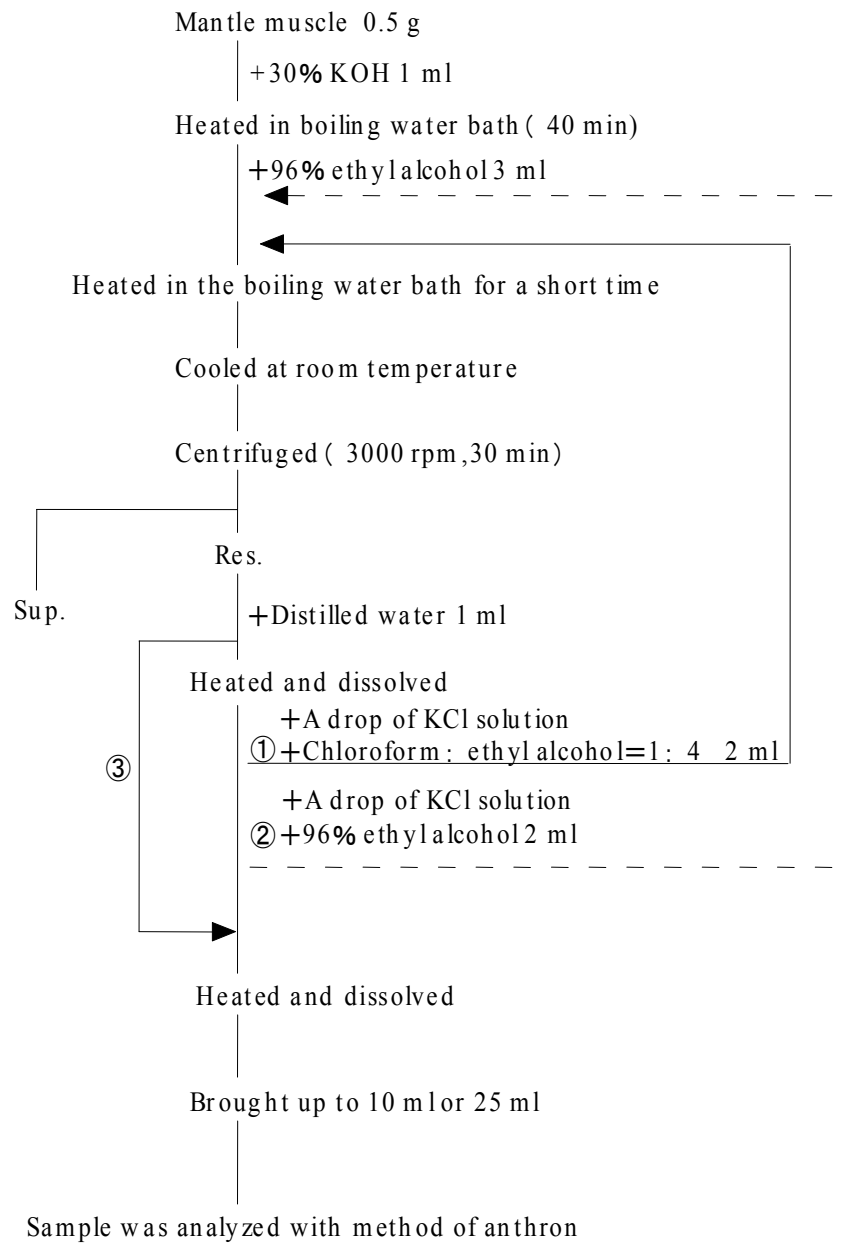 Mantle muscle 0.5 g
+30% KOH 1 ml
Heated in boiling water bath( 40 min)
+96% ethyl alcohol 3 ml
Heated in the boiling water bath for a short time
Cooled at room temperature
Centrifuged( 3000 rpm,30 min)
Res.
Sup.
+Distilled water 1 ml
Heated and dissolved
+A drop of KCl solution
①+Chloroform: ethyl alcohol=1: 4 2 ml
③
+A drop of KCl solution
②+96% ethyl alcohol 2 ml
Heated and dissolved
Brought up to 10 ml or 25 ml
Sample was analyzed with method of anthron